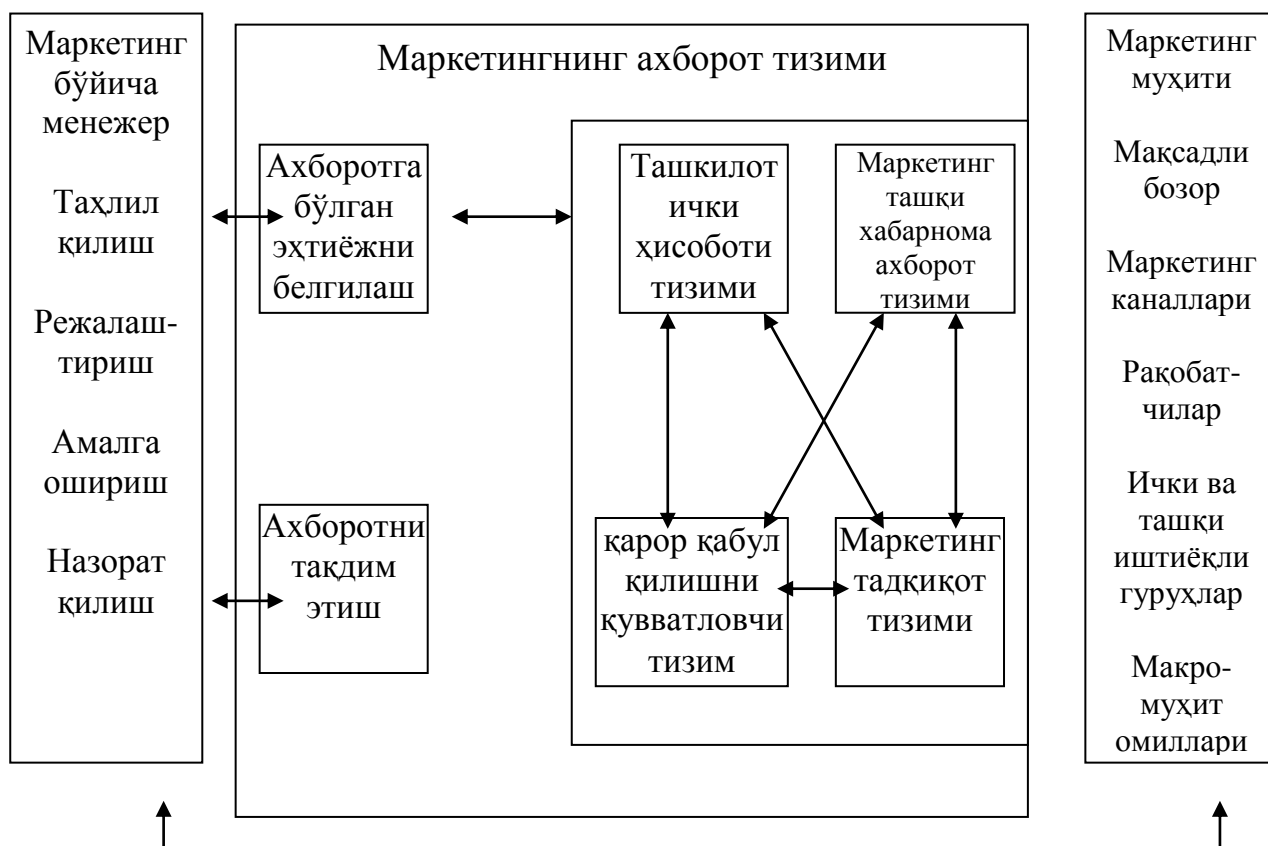 Маркетинг
бўйича
менежер
Таҳлил
қилиш
Режалаш-
тириш
Амалга
ошириш
Назорат
қилиш
Маркетингнинг ахборот тизими
Ахборотга
бўлган
эҳтиёжни
белгилаш
Ахборотни
тақдим
этиш
Ташкилот
ички
ҳисоботи
тизими
Маркетинг
ташқи
хабарнома
ахборот
тизими
қарор қабул
қилишни
қувватловчи
тизим
Маркетинг
тадқиқот
тизими
Маркетинг
муҳити
Мақсадли
бозор
Маркетинг
каналлари
Рақобат-
чилар
Ички ва
ташқи
иштиёқли
гуруҳлар
Макро-
муҳит
омиллари